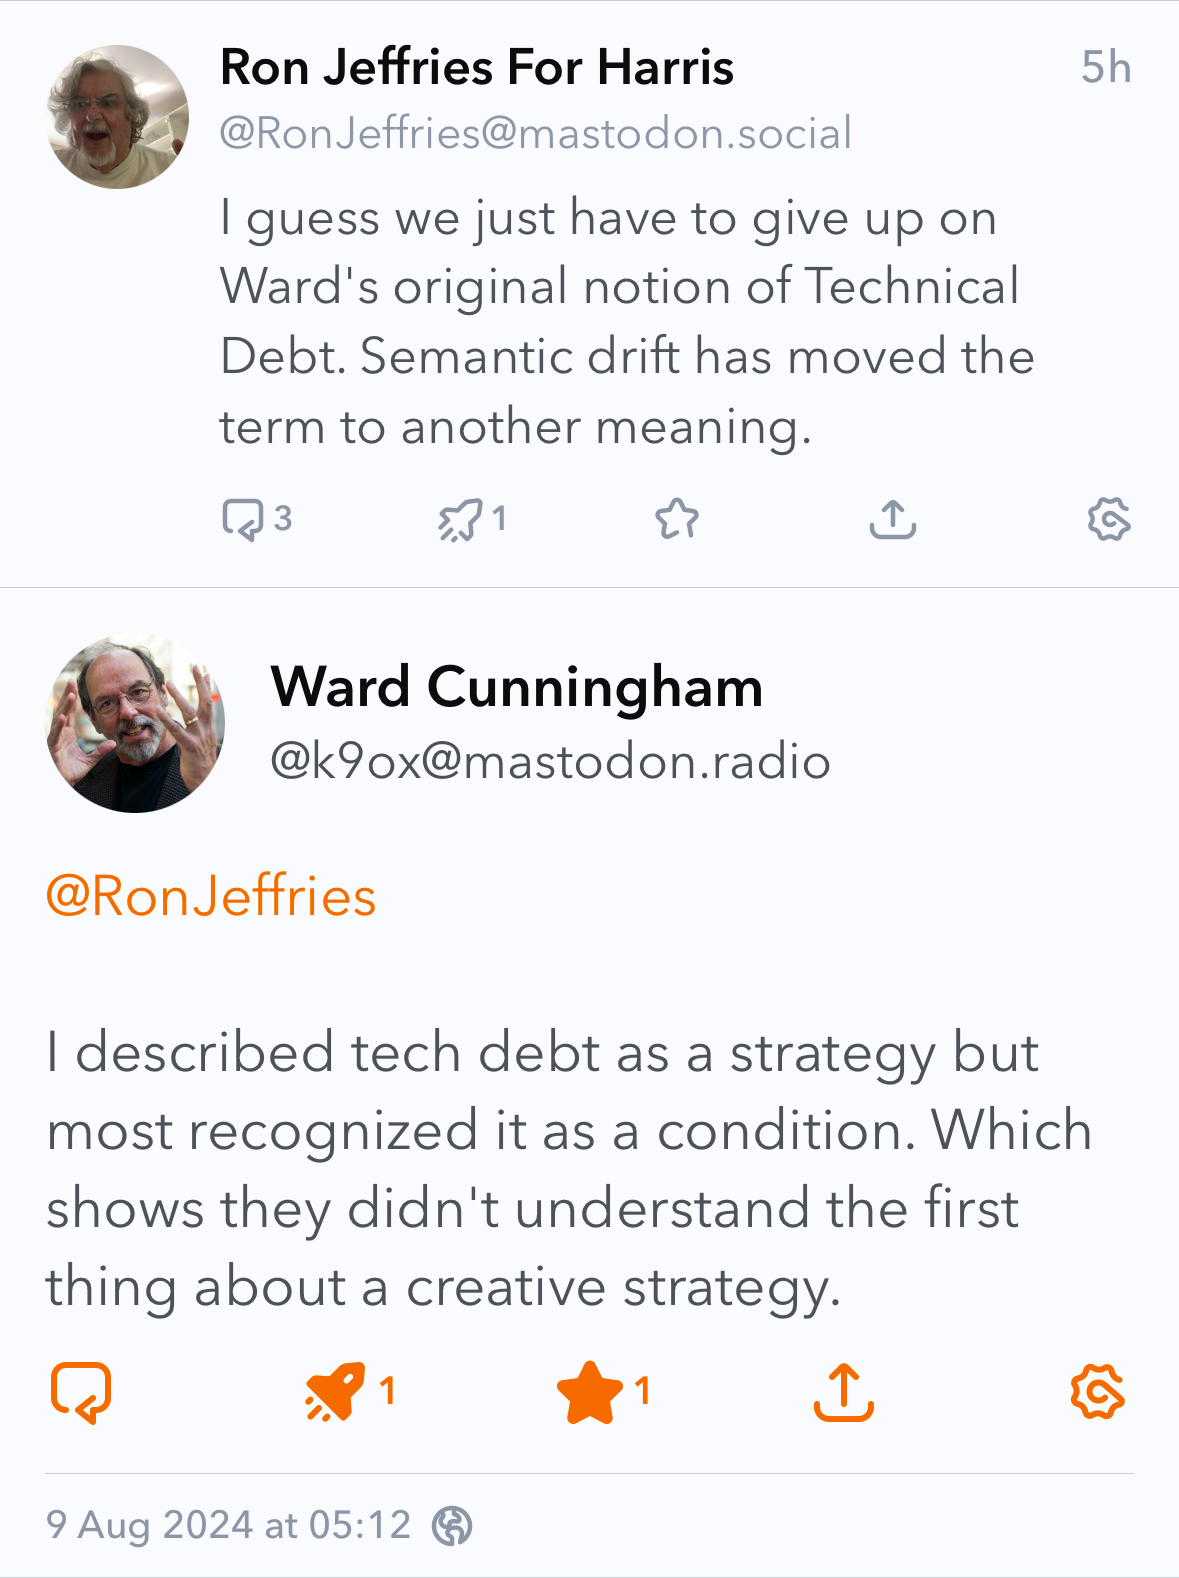 Ron Jeffries For Harris 5h
@RonJeffries@mastodon.social
I guess we just have to give up on
Ward's original notion of Technical
Debt. Semantic drift has moved the
term to another meaning.
3 1
Ward Cunningham
@k9ox@mastodon.radio
@RonJeffries
I described tech debt as a strategy but
most recognized it as a condition. Which
shows they didn't understand the first
thing about a creative strategy.
1 1
9 Aug 2024 at 05:12